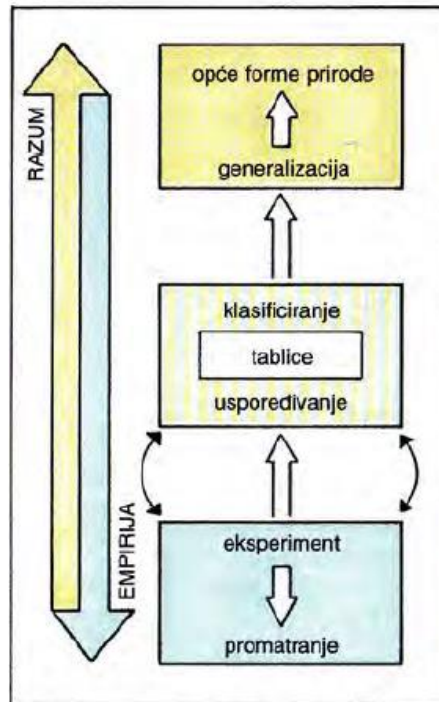 RAZUM
EMPIRIJA
opće forme prirode
generalizacija
klasificiranje
tablice
uspoređivanje
eksperiment
promatranje